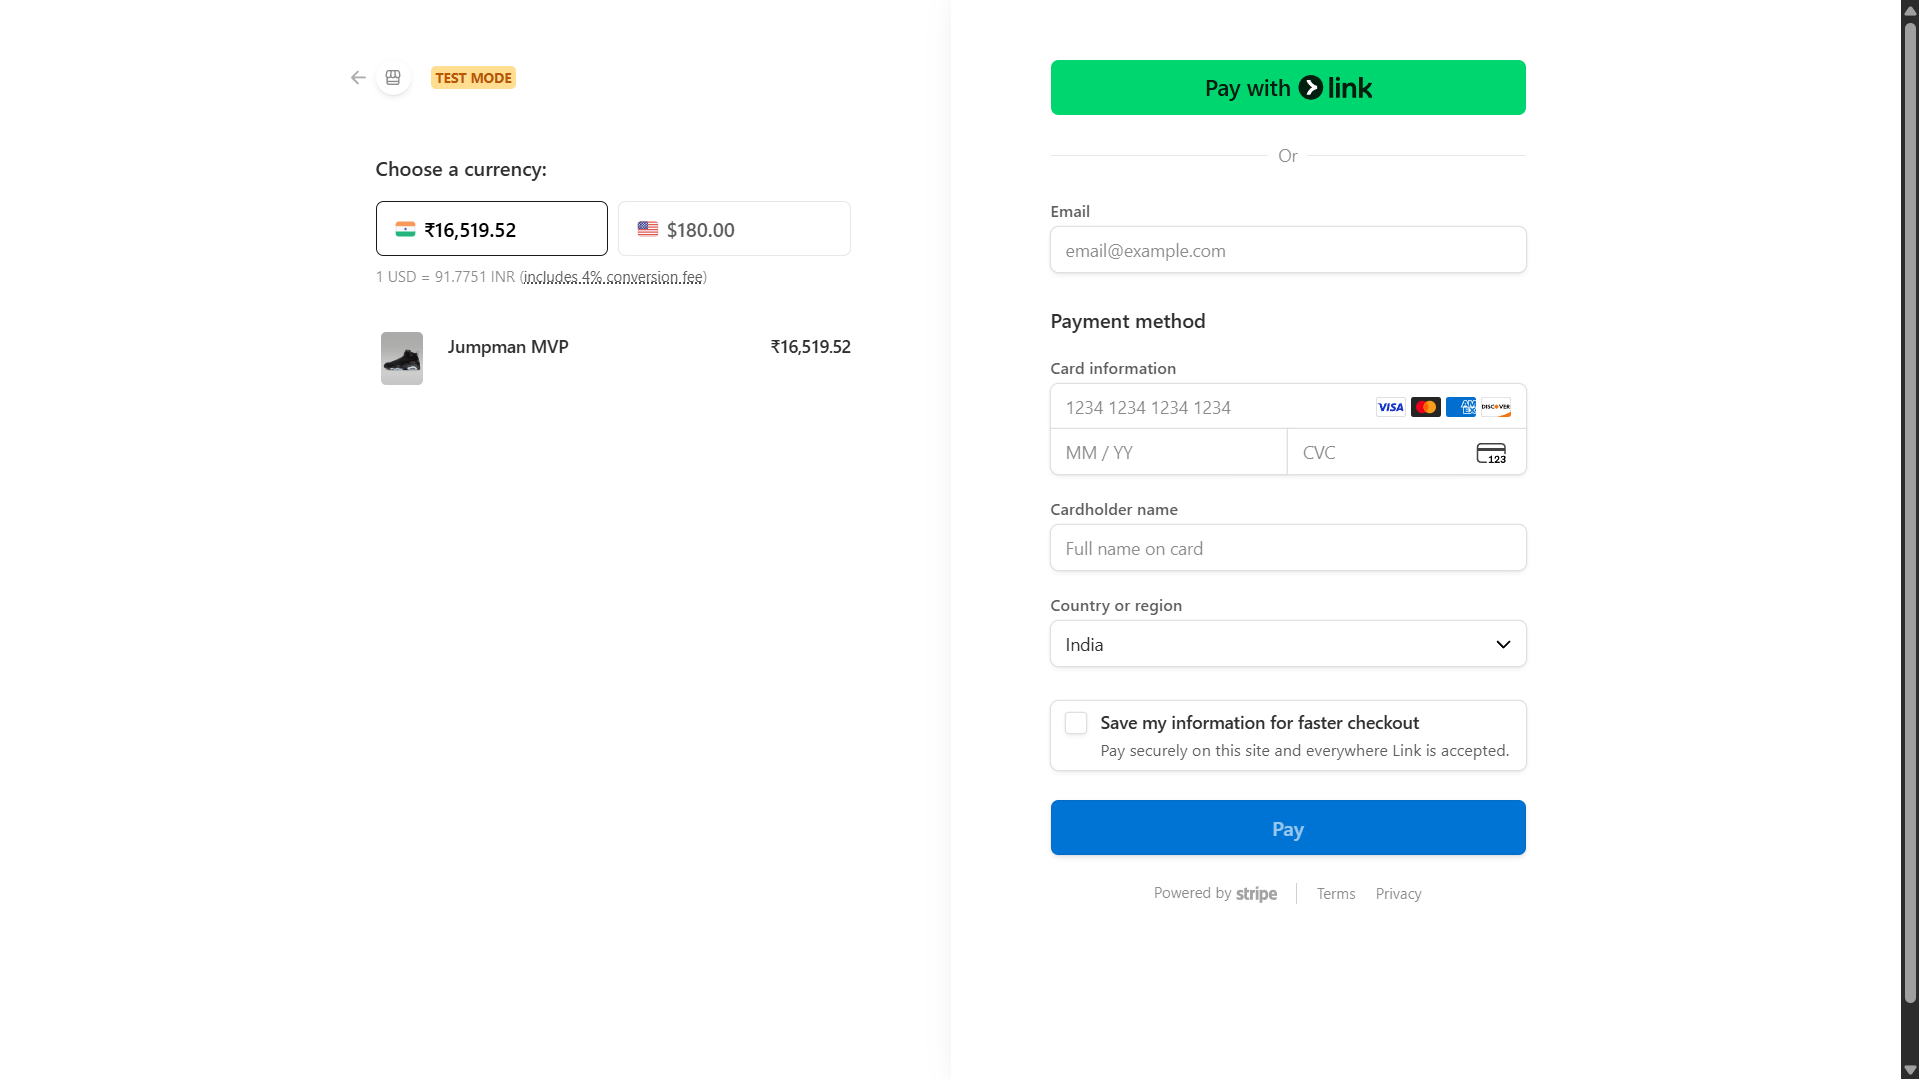 TEST MODE
Choose a currency:
₹16,519.52
$180.00
1 USD = 91.7751 INR (includes 4% conversion fee)
Jumpman MVP
₹16,519.52
Pay with link
Or
Email
email@example.com
Payment method
Card information
1234 1234 1234 1234
VISA
AM
EX
DISCOVER
MM / YY
CVC
123
Cardholder name
Full name on card
Country or region
India
Save my information for faster checkout
Pay securely on this site and everywhere Link is accepted.
Pay
Powered by stripe
Terms
Privacy